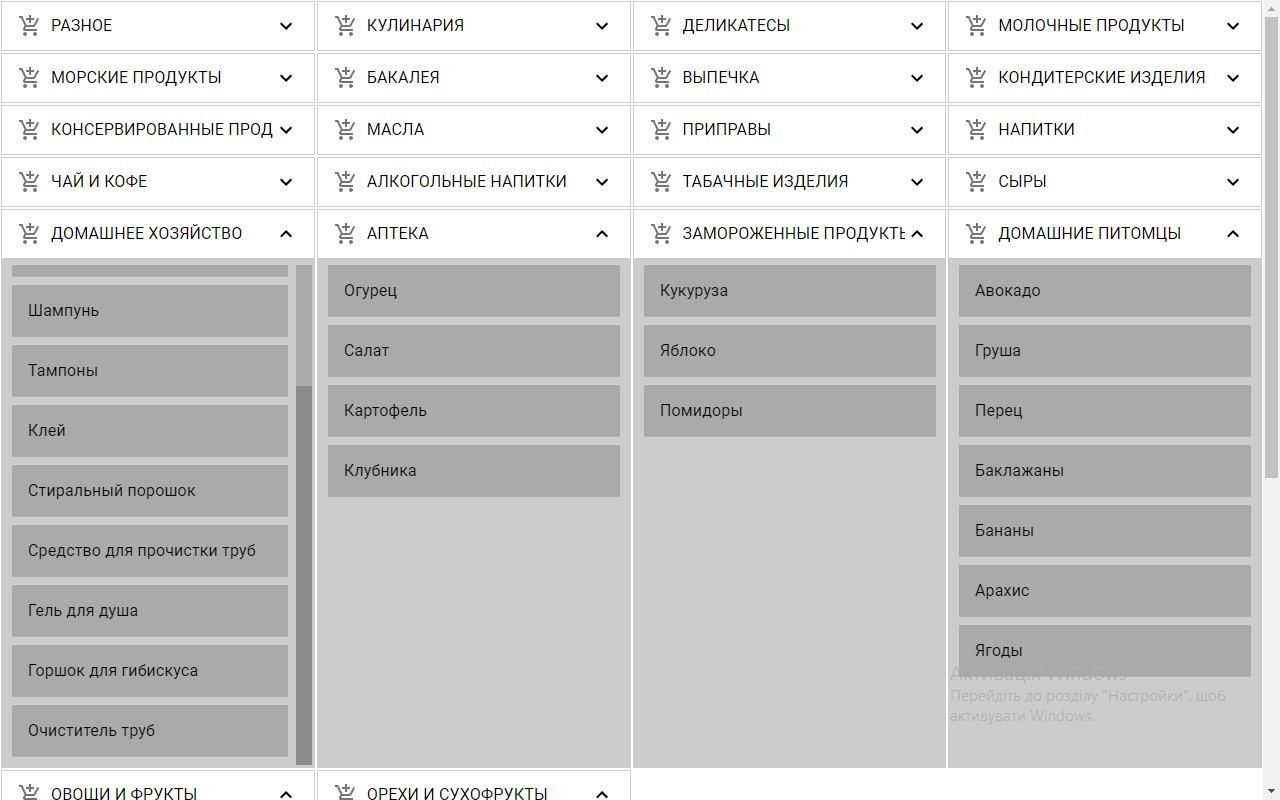 РАЗНОЕ
КУЛИНАРИЯ
ДЕЛИКАТЕСЫ
МОЛОЧНЫЕ ПРОДУКТЫ
МОРСКИЕ ПРОДУКТЫ
БАКАЛЕЯ
ВЫПЕЧКА
КОНДИТЕРСКИЕ ИЗДЕЛИЯ
КОНСЕРВИРОВАННЫЕ ПРОД
МАСЛА
ПРИПРАВЫ
НАПИТКИ
ЧАЙ И КОФЕ
АЛКОГОЛЬНЫЕ НАПИТКИ
ТАБАЧНЫЕ ИЗДЕЛИЯ
СЫРЫ
ДОМАШНЕЕ ХОЗЯЙСТВО
АПТЕКА
ЗАМОРОЖЕННЫЕ ПРОДУКТЫ
ДОМАШНИЕ ПИТОМЦЫ
Шампунь
Тампоны
Клей
Стиральный порошок
Средство для прочистки труб
Гель для душа
Горшок для гибискуса
Очиститель труб
Огурец
Салат
Картофель
Клубника
Кукуруза
Яблоко
Помидоры
Авокадо
Груша
Перец
Баклажаны
Бананы
Арахис
Ягоды
Активація Windows
Перейдіть до розділу "Настройки", щоб
активувати Windows.
ОВОЩИ И ФРУКТЫ
ОРЕХИ И СУХОФРУКТЫ